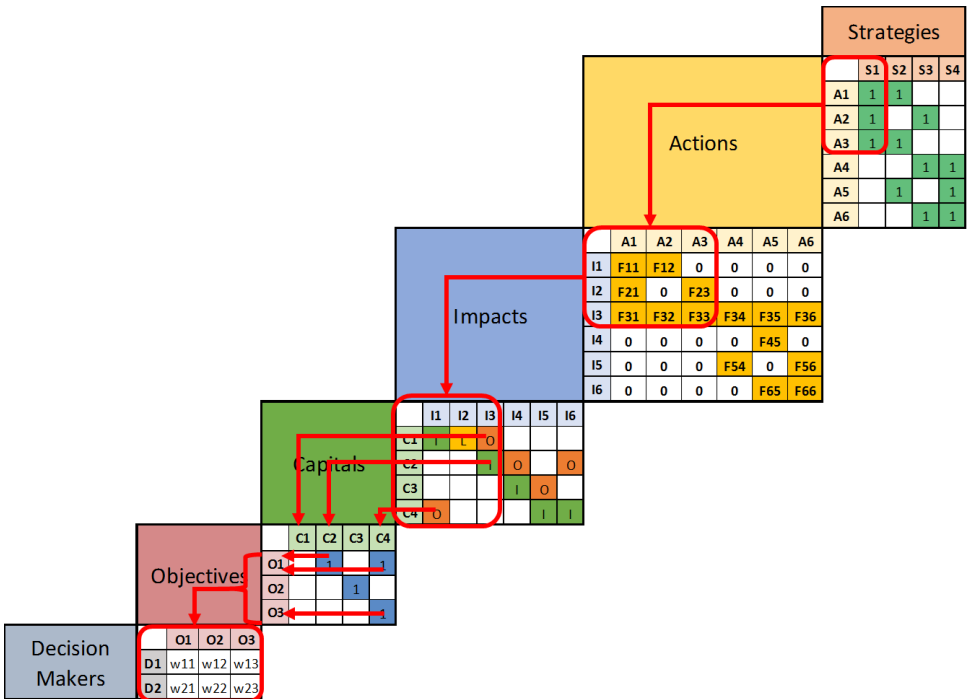 Strategies
S1 S2 S3 S4
A1 1 1
A2 1 1
A3 1 1
A4 1 1
A5 1 1
A6 1 1
Actions
A1 A2 A3 A4 A5 A6
I1 F11 F12 0 0 0 0
I2 F21 0 F23 0 0 0
I3 F31 F32 F33 F34 F35 F36
I4 0 0 0 0 F45 0
I5 0 0 0 F54 0 F56
I6 0 0 0 0 F65 F66
Impacts
I1 I2 I3 I4 I5 I6
C1 I L O
C2 I O O
C3 I O
C4 O I I
Capitals
C1 C2 C3 C4
O1 1 1
O2 1
O3 1
Objectives
O1 O2 O3
D1 w11 w12 w13
D2 w21 w22 w23
Decision
Makers